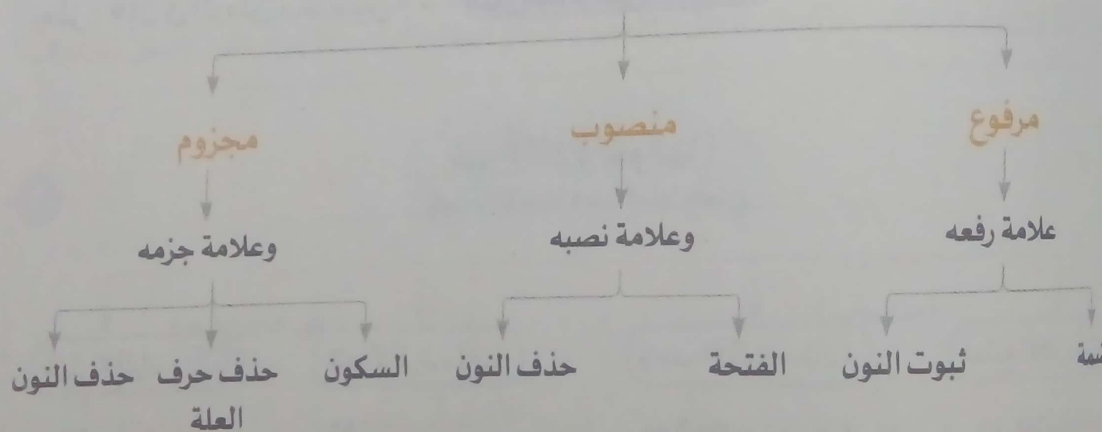 مرفوع
منصوب
مجزوم
علامة رفعه
وعلامة نصبه
وعلامة جزمه
ثبوت النون
الفتحة
حذف النون
السكون
حذف حرف
العلة
حذف النون